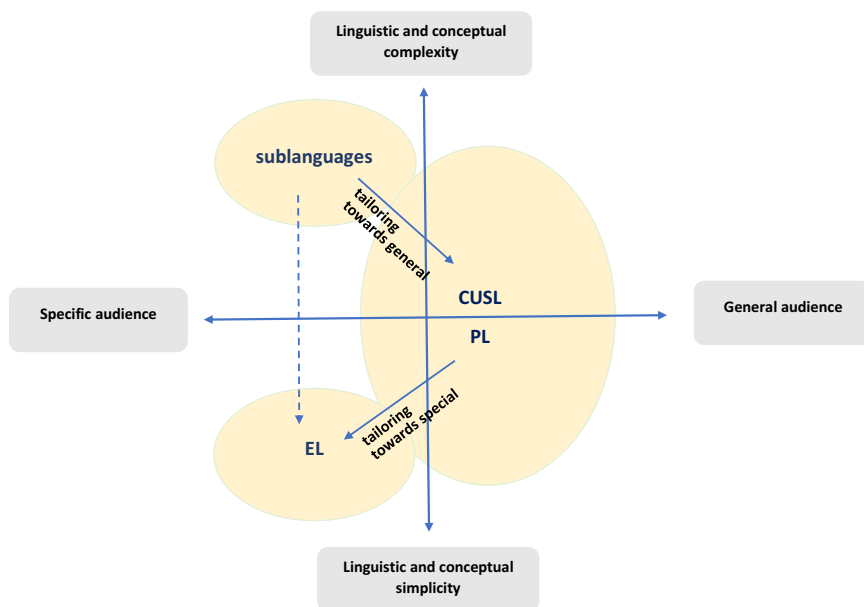 Linguistic and conceptual
complexity
sublanguages
tailoring
towards general
CUSL
Specific audience
General audience
PL
tailoring
towards special
EL
Linguistic and conceptual
simplicity